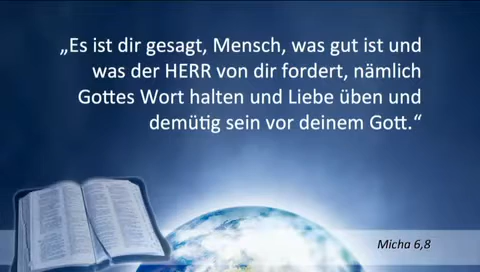 „Es ist dir gesagt, Mensch, was gut ist und
was der HERR von dir fordert, nämlich
Gottes Wort halten und Liebe üben und
demütig sein vor deinem Gott.“
Micha 6,8